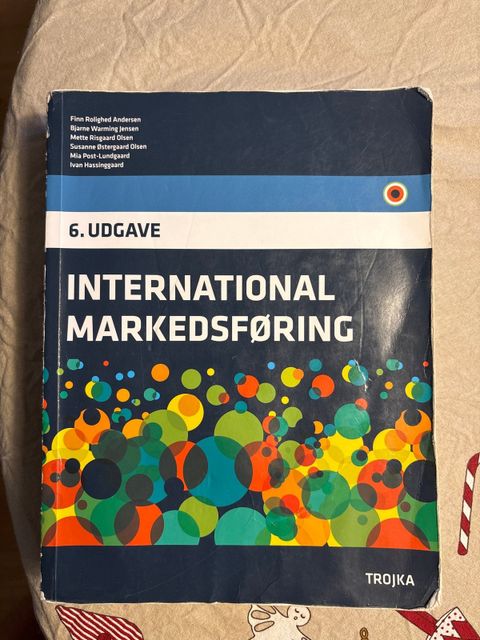 Finn Rolighed Andersen
Bjarne Warming Jensen
Mette Risgaard Olsen
Susanne Østergaard Olsen
Mia Post-Lundgaard
Ivan Hassinggaard
6. UDGAVE
INTERNATIONAL
MARKEDSFØRING
TROJKA